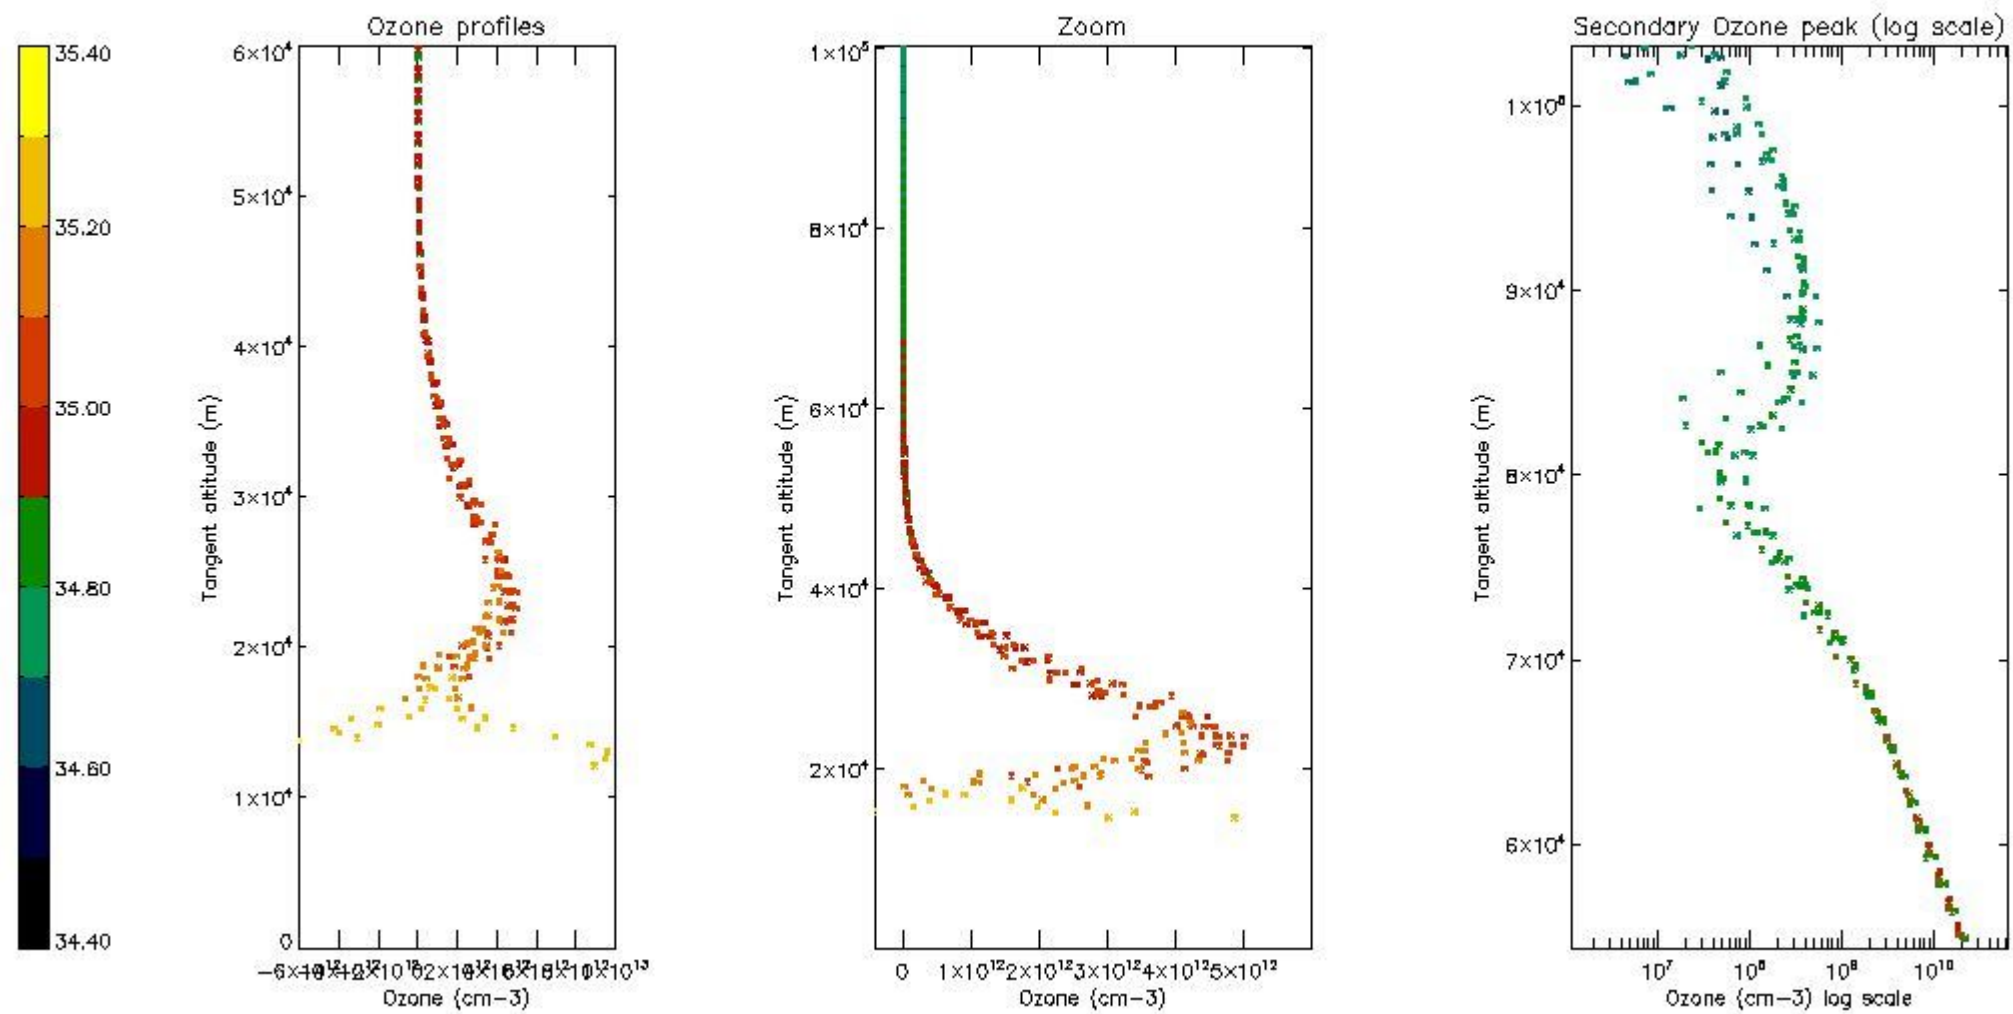 Ozone profiles
Zoom
Secondary Ozone peak (log scale)
35.40
35.20
35.00
34.80
34.60
34.40
6×10⁴
5×10⁴
4×10⁴
3×10⁴
2×10⁴
1×10⁴
0
Tangent altitude (m)
Ozone (cm−3)
1×10⁵
8×10⁴
6×10⁴
4×10⁴
2×10⁴
Tangent altitude (m)
0 1×10¹² 2×10¹² 3×10¹² 4×10¹² 5×10¹²
Ozone (cm−3)
1×10⁵
9×10⁴
8×10⁴
7×10⁴
6×10⁴
Tangent altitude (m)
10⁷ 10⁸ 10⁹ 10¹⁰
Ozone (cm−3) log scale